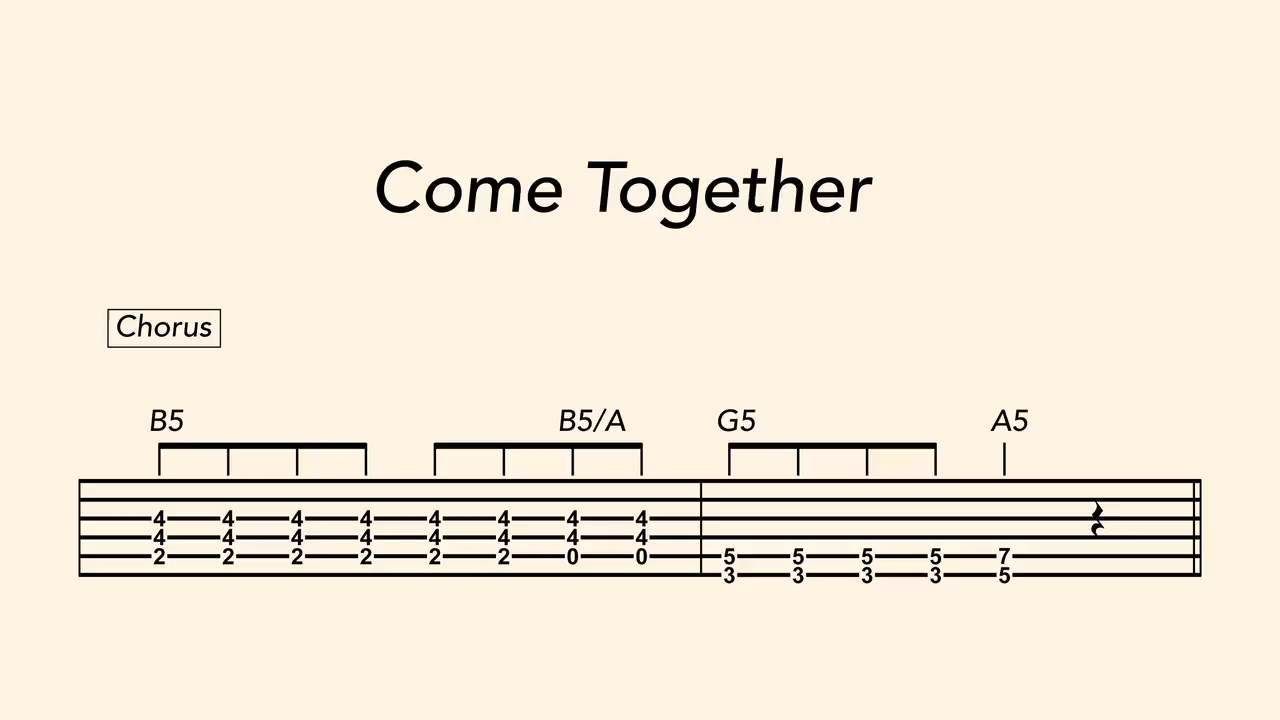 Come Together
Chorus
B5 B5/A G5 A5
4 4 4 4 4 4 4 4
4 4 4 4 4 4 4 4
2 2 2 2 2 2 0 0 5 5 5 5 7
3 3 3 3 5